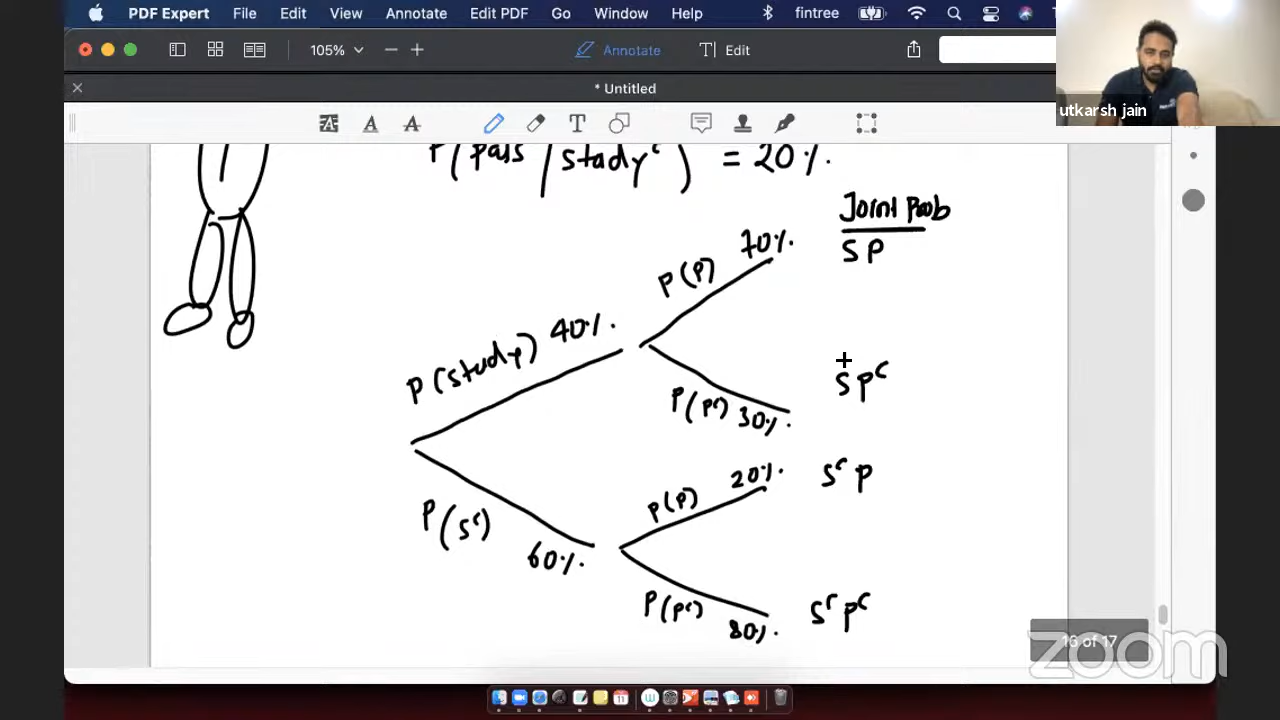 PDF Expert File Edit View Annotate Edit PDF Go Window Help fintree
105% Annotate T Edit
utkarsh jain
* Untitled
P(pass / study^c) = 20%.
Joint Prob
P(study) 40%.
P(P) 70%. SP
P(P^c) 30%. SP^c
P(S^c) 60%.
P(P) 20%. S^c P
P(P^c) 80%. S^c P^c
16 of 17
zoom